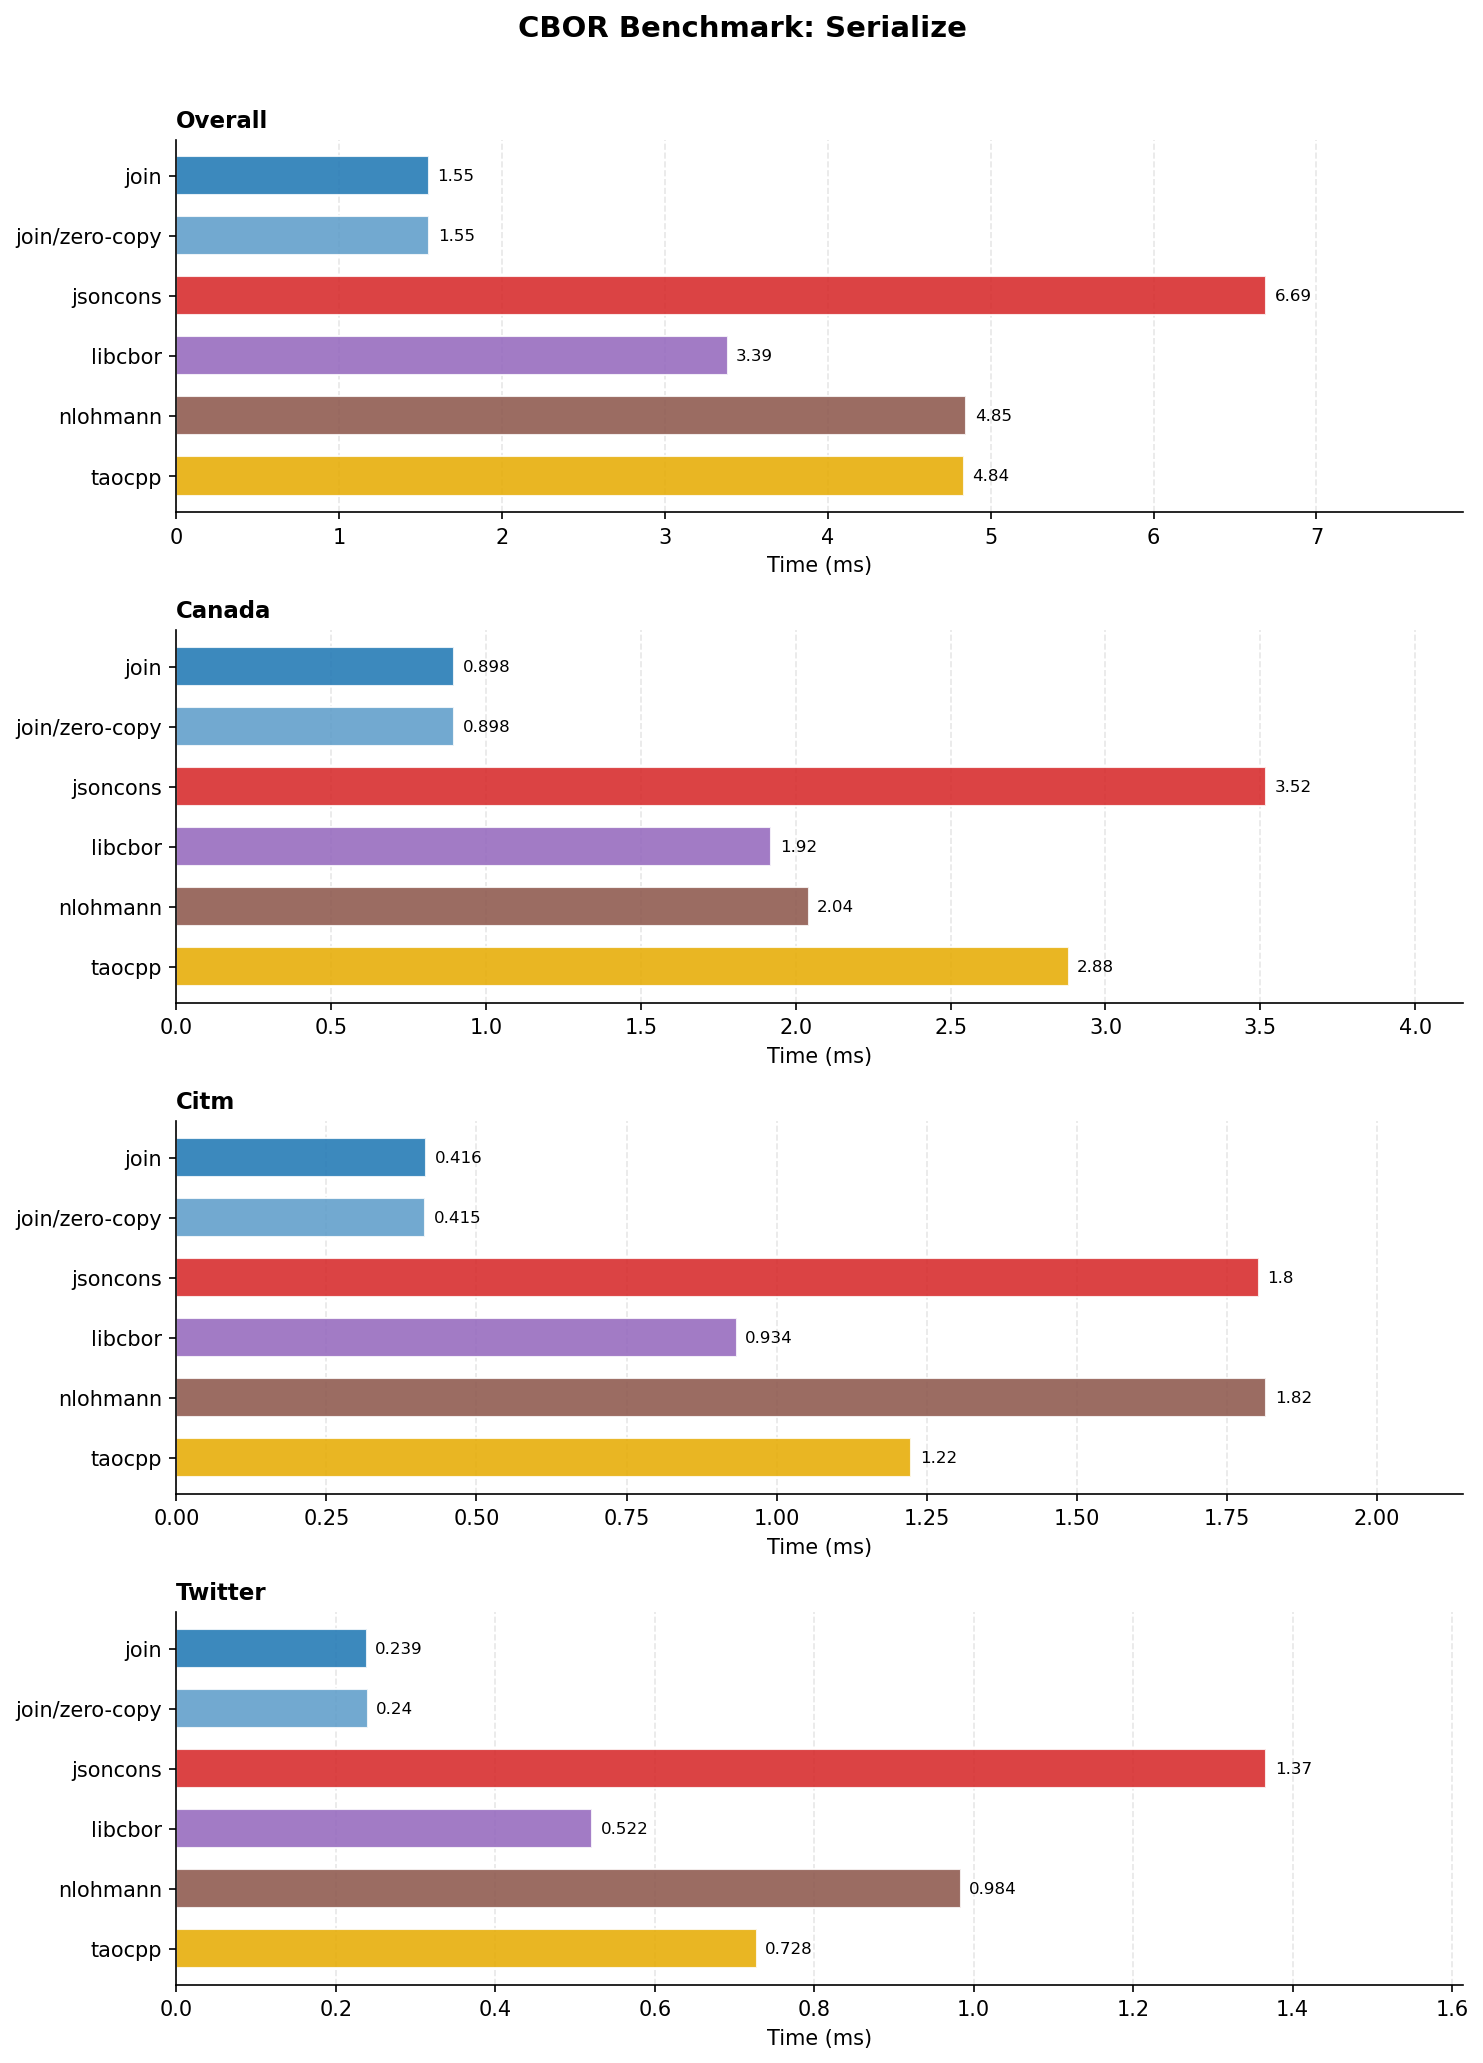 CBOR Benchmark: Serialize
Overall
join 1.55
join/zero-copy 1.55
jsoncons 6.69
libcbor 3.39
nlohmann 4.85
taocpp 4.84
0 1 2 3 4 5 6 7
Time (ms)
Canada
join 0.898
join/zero-copy 0.898
jsoncons 3.52
libcbor 1.92
nlohmann 2.04
taocpp 2.88
0.0 0.5 1.0 1.5 2.0 2.5 3.0 3.5 4.0
Time (ms)
Citm
join 0.416
join/zero-copy 0.415
jsoncons 1.8
libcbor 0.934
nlohmann 1.82
taocpp 1.22
0.00 0.25 0.50 0.75 1.00 1.25 1.50 1.75 2.00
Time (ms)
Twitter
join 0.239
join/zero-copy 0.24
jsoncons 1.37
libcbor 0.522
nlohmann 0.984
taocpp 0.728
0.0 0.2 0.4 0.6 0.8 1.0 1.2 1.4 1.6
Time (ms)